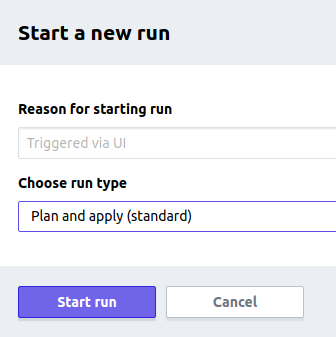 Start a new run
Reason for starting run
Triggered via UI
Choose run type
Plan and apply (standard)
Start run
Cancel